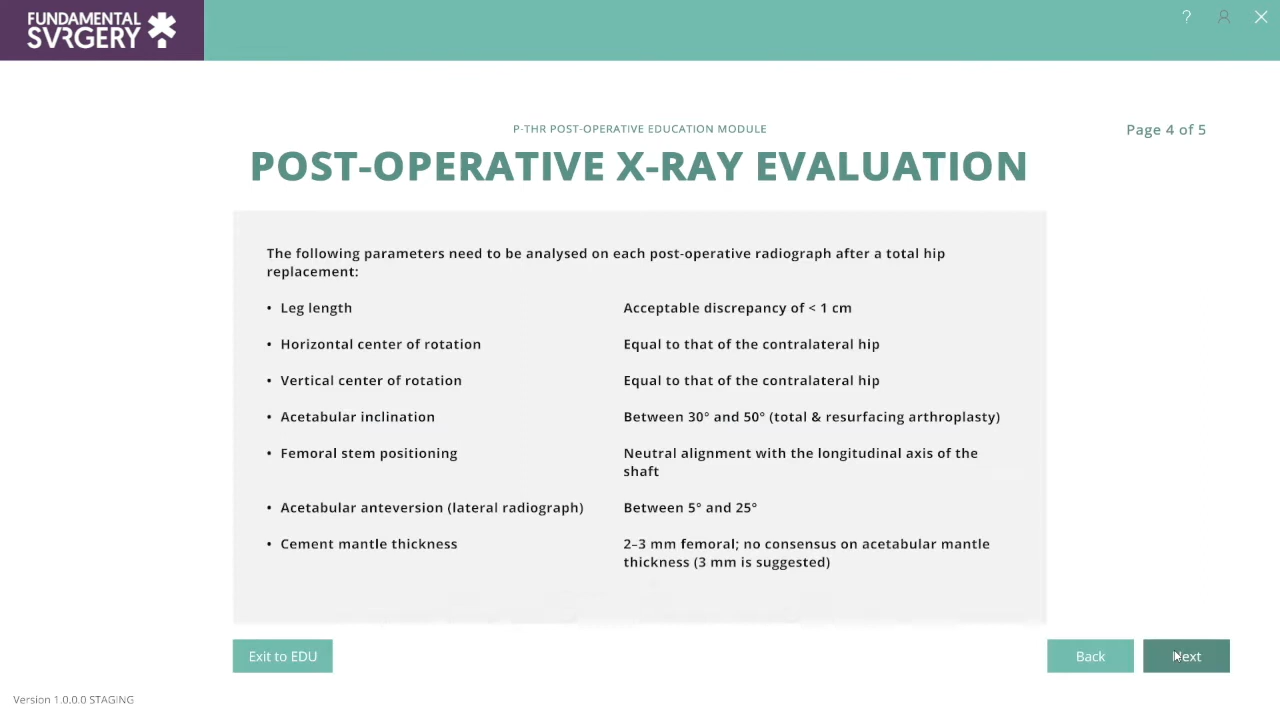 FUNDAMENTAL
SVRGERY
?
P-THR POST-OPERATIVE EDUCATION MODULE
Page 4 of 5
POST-OPERATIVE X-RAY EVALUATION
The following parameters need to be analysed on each post-operative radiograph after a total hip
replacement:
• Leg length Acceptable discrepancy of < 1 cm
• Horizontal center of rotation Equal to that of the contralateral hip
• Vertical center of rotation Equal to that of the contralateral hip
• Acetabular inclination Between 30° and 50° (total & resurfacing arthroplasty)
• Femoral stem positioning Neutral alignment with the longitudinal axis of the
shaft
• Acetabular anteversion (lateral radiograph) Between 5° and 25°
• Cement mantle thickness 2–3 mm femoral; no consensus on acetabular mantle
thickness (3 mm is suggested)
Exit to EDU
Back
Next
Version 1.0.0.0 STAGING